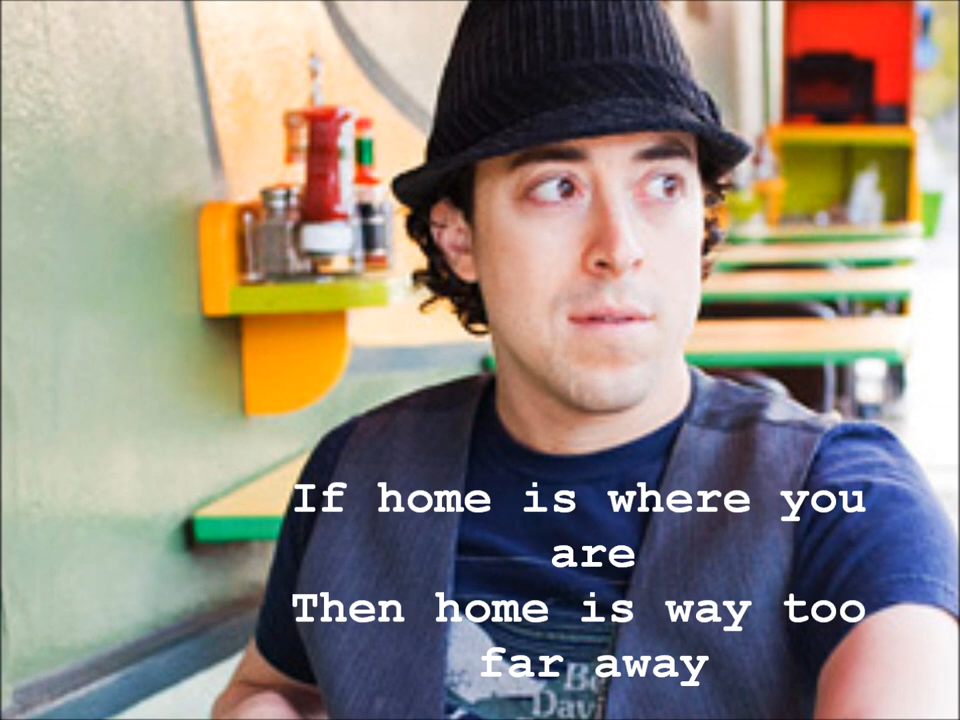 If home is where you
are
Then home is way too
far away